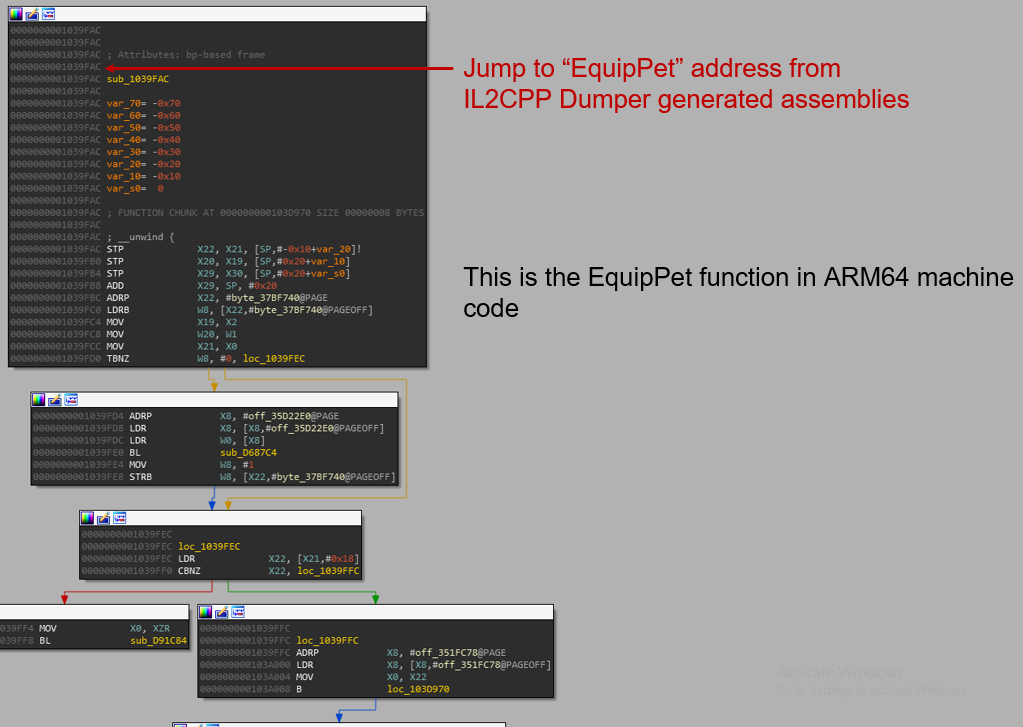 0000000001039FAC
0000000001039FAC
0000000001039FAC ; Attributes: bp-based frame
0000000001039FAC
0000000001039FAC sub_1039FAC
0000000001039FAC
0000000001039FAC var_70= -0x70
0000000001039FAC var_60= -0x60
0000000001039FAC var_50= -0x50
0000000001039FAC var_40= -0x40
0000000001039FAC var_30= -0x30
0000000001039FAC var_20= -0x20
0000000001039FAC var_10= -0x10
0000000001039FAC var_s0= 0
0000000001039FAC
0000000001039FAC ; FUNCTION CHUNK AT 000000000103D970 SIZE 00000008 BYTES
0000000001039FAC
0000000001039FAC ; __unwind {
0000000001039FAC STP X22, X21, [SP,#-0x10+var_20]!
0000000001039FB0 STP X20, X19, [SP,#0x20+var_10]
0000000001039FB4 STP X29, X30, [SP,#0x20+var_s0]
0000000001039FB8 ADD X29, SP, #0x20
0000000001039FBC ADRP X22, #byte_37BF740@PAGE
0000000001039FC0 LDRB W8, [X22,#byte_37BF740@PAGEOFF]
0000000001039FC4 MOV X19, X2
0000000001039FC8 MOV W20, W1
0000000001039FCC MOV X21, X0
0000000001039FD0 TBNZ W8, #0, loc_1039FEC
Jump to “EquipPet” address from
IL2CPP Dumper generated assemblies
This is the EquipPet function in ARM64 machine
code
0000000001039FD4 ADRP X8, #off_35D22E0@PAGE
0000000001039FD8 LDR X8, [X8,#off_35D22E0@PAGEOFF]
0000000001039FDC LDR W0, [X8]
0000000001039FE0 BL sub_D687C4
0000000001039FE4 MOV W8, #1
0000000001039FE8 STRB W8, [X22,#byte_37BF740@PAGEOFF]
0000000001039FEC
0000000001039FEC loc_1039FEC
0000000001039FEC LDR X22, [X21,#0x18]
0000000001039FF0 CBNZ X22, loc_1039FFC
039FF4 MOV X0, XZR
039FF8 BL sub_D91C84
0000000001039FFC
0000000001039FFC loc_1039FFC
0000000001039FFC ADRP X8, #off_351FC78@PAGE
000000000103A000 LDR X8, [X8,#off_351FC78@PAGEOFF]
000000000103A004 MOV X0, X22
000000000103A008 B loc_103D970
Activate Windows
Go to Settings to activate Windows.